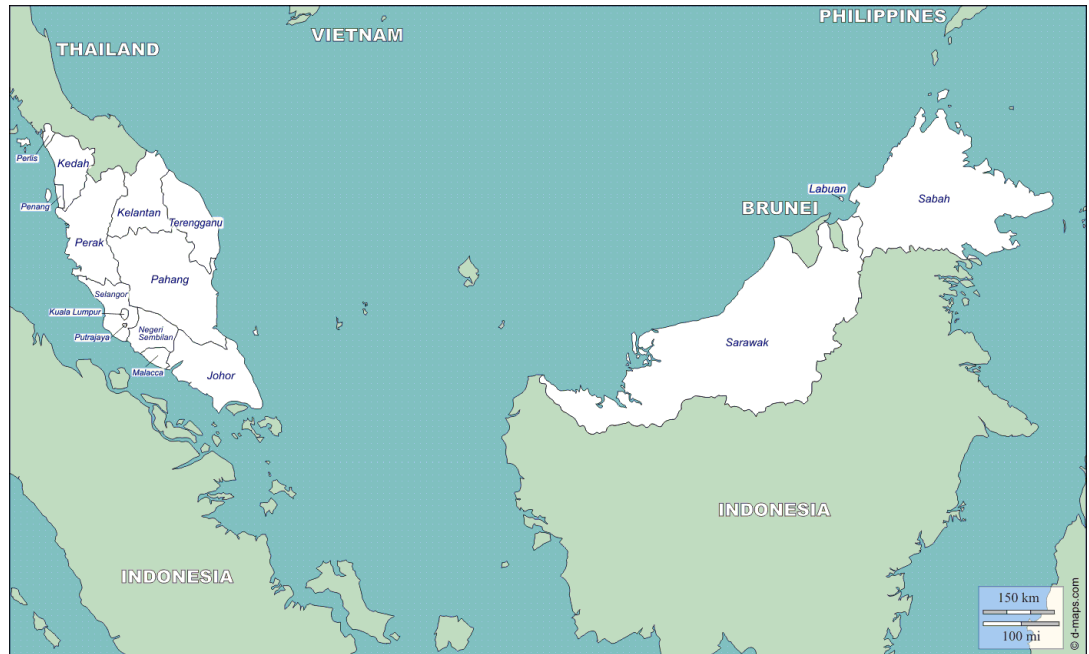 PHILIPPINES
VIETNAM
THAILAND
Perlis
Kedah
Penang
Kelantan
Terengganu
Perak
Pahang
Selangor
Kuala Lumpur
Putrajaya
Negeri
Sembilan
Malacca
Johor
Labuan
Sabah
BRUNEI
Sarawak
INDONESIA
INDONESIA
150 km
100 mi
© d-maps.com